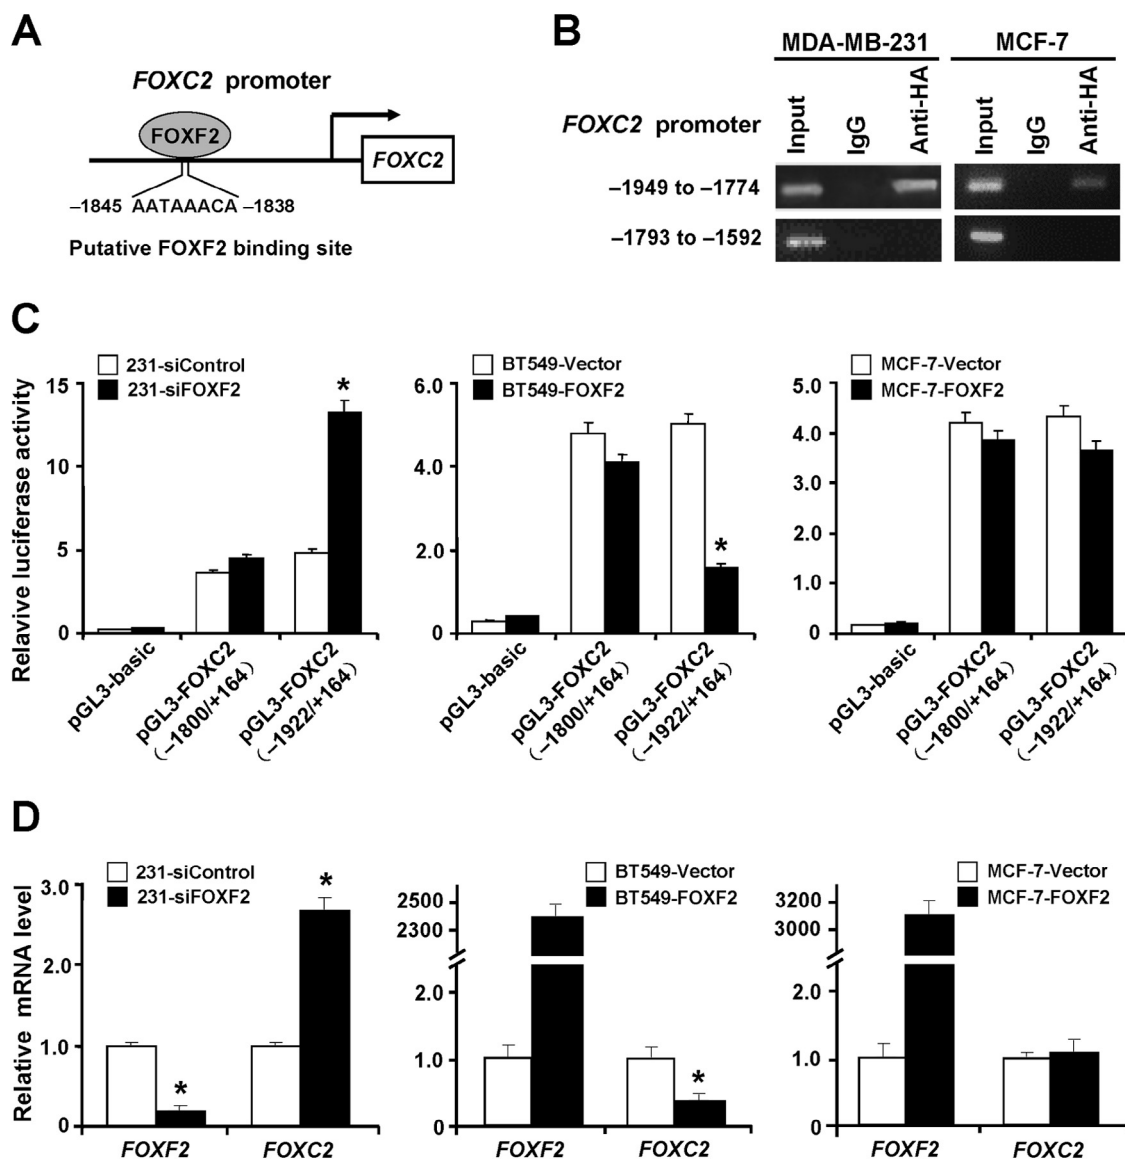 A
FOXC2 promoter
FOXF2
FOXC2
–1845 AATAAACA –1838
Putative FOXF2 binding site
B
MDA-MB-231 MCF-7
FOXC2 promoter
Input IgG Anti-HA Input IgG Anti-HA
–1949 to –1774
–1793 to –1592
C
Relavive luciferase activity
231-siControl
231-siFOXF2
15
10
5
0
*
pGL3-basic
pGL3-FOXC2
(–1800/+164)
pGL3-FOXC2
(–1922/+164)
BT549-Vector
BT549-FOXF2
6.0
4.0
2.0
0
*
pGL3-basic
pGL3-FOXC2
(–1800/+164)
pGL3-FOXC2
(–1922/+164)
MCF-7-Vector
MCF-7-FOXF2
5.0
4.0
3.0
2.0
1.0
0
pGL3-basic
pGL3-FOXC2
(–1800/+164)
pGL3-FOXC2
(–1922/+164)
D
Relative mRNA level
231-siControl
231-siFOXF2
3.0
2.0
1.0
0
*
*
FOXF2 FOXC2
BT549-Vector
BT549-FOXF2
2500
2300
2.0
1.0
0
*
FOXF2 FOXC2
MCF-7-Vector
MCF-7-FOXF2
3200
3000
2.0
1.0
0
FOXF2 FOXC2